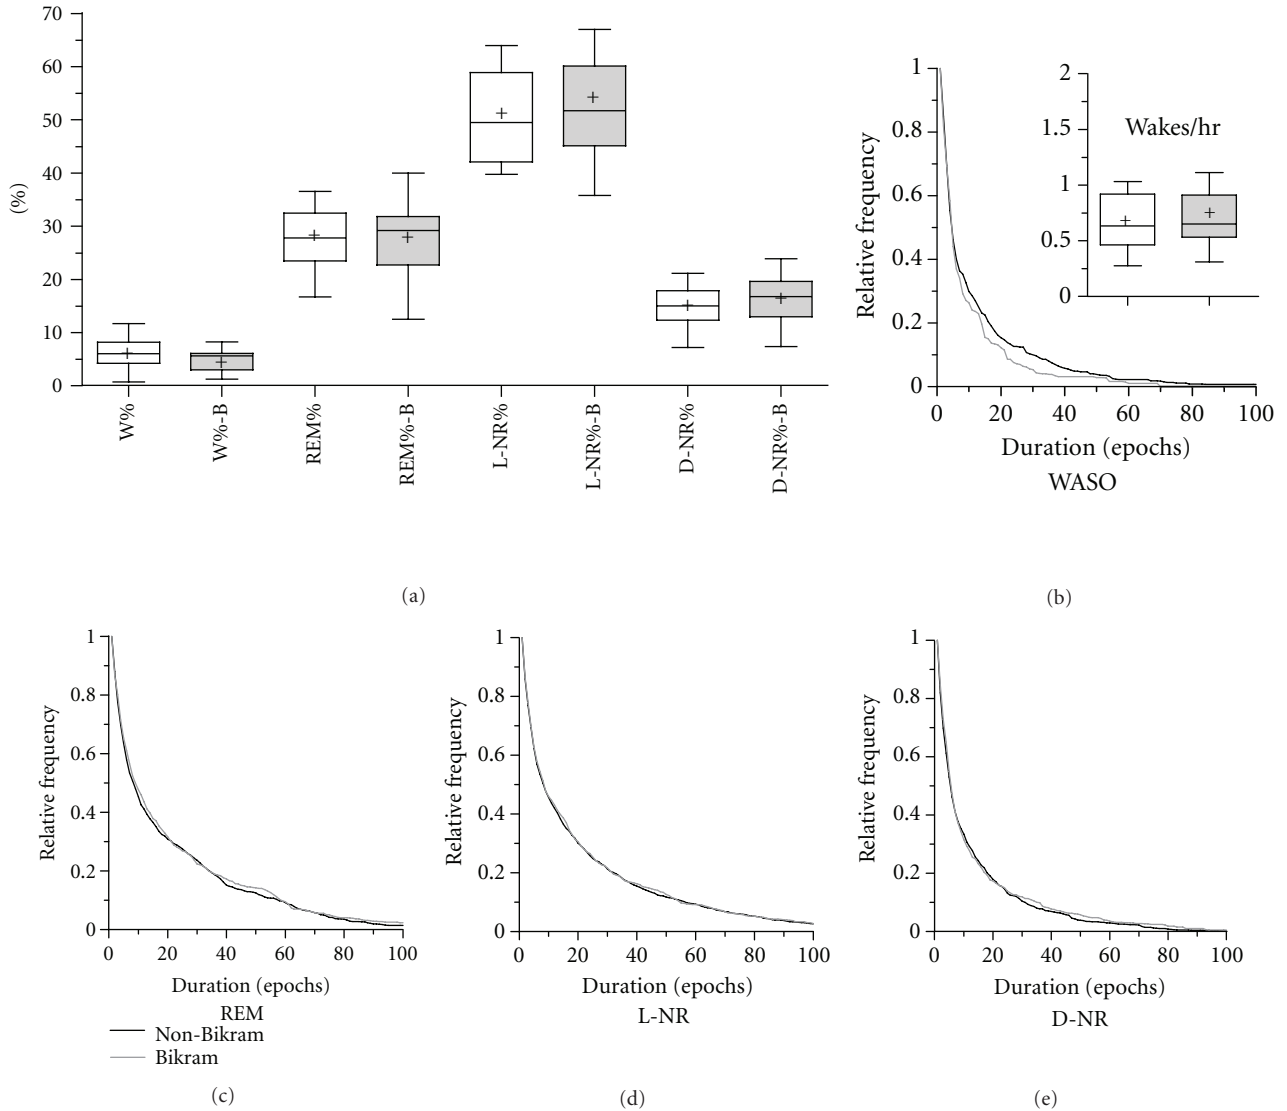 70
60
50
40
30
20
10
0
(%)
W%
W%-B
REM%
REM%-B
L-NR%
L-NR%-B
D-NR%
D-NR%-B
(a)
1
0.8
0.6
0.4
0.2
0
Relative frequency
2
1.5
1
0.5
0
Wakes/hr
0 20 40 60 80 100
Duration (epochs)
WASO
(b)
1
0.8
0.6
0.4
0.2
0
Relative frequency
0 20 40 60 80 100
Duration (epochs)
REM
Non-Bikram
Bikram
(c)
1
0.8
0.6
0.4
0.2
0
Relative frequency
0 20 40 60 80 100
Duration (epochs)
L-NR
(d)
1
0.8
0.6
0.4
0.2
0
Relative frequency
0 20 40 60 80 100
Duration (epochs)
D-NR
(e)